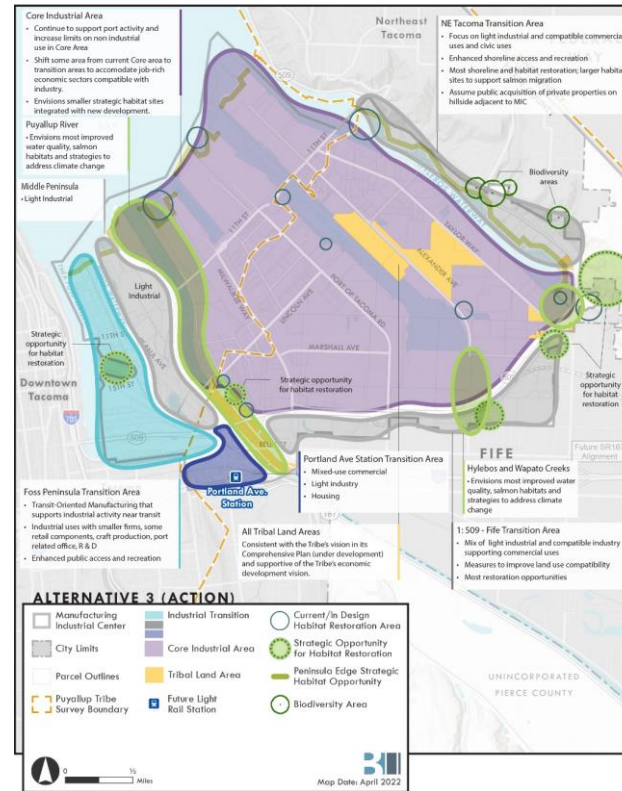 Core Industrial Area
• Continue to support port activity and
increase limits on non industrial
use in Core Area
• Shift some area from current Core area to
transition areas to accomodate job-rich
economic sectors compatible with
industry.
• Envisions smaller strategic habitat sites
integrated with new development.
Puyallup River
• Envisions most improved
water quality, salmon
habitats and strategies to
address climate change
Middle Peninsula
• Light Industrial
Northeast
Tacoma
NE Tacoma Transition Area
• Focus on light industrial and compatible commercial
uses and civic uses
• Enhanced shoreline access and recreation
• Most shoreline and habitat restoration; larger habitat
sites to support salmon migration
• Assume public acquisition of private properties on
hillside adjacent to MIC
509
11TH ST
Biodiversity
areas
TAYLOR WAY
ALEXANDER AVE
11TH ST
PORT OF TACOMA RD
MILWAUKEE WAY
LINCOLN AVE
MARSHALL AVE
Light
Industrial
Strategic
opportunity
for habitat
restoration
11TH ST
15TH ST
Downtown
Tacoma
705
509
Strategic opportunity
for habitat restoration
Strategic
opportunity
for habitat
restoration
Portland Ave.
Station
FIFE
Future SR167
Alignment
Foss Peninsula Transition Area
• Transit-Oriented Manufacturing that
supports industrial activity near transit
• Industrial uses with smaller firms, some
retail components, craft production, port
related office, R & D
• Enhanced public access and recreation
Portland Ave Station Transition Area
• Mixed-use commercial
• Light industry
• Housing
Hylebos and Wapato Creeks
• Envisions most improved water
quality, salmon habitats and
strategies to address climate
change
All Tribal Land Areas
Consistent with the Tribe's vision in its
Comprehensive Plan (under development)
and supportive of the Tribe's economic
development vision.
1: 509 - Fife Transition Area
• Mix of light industrial and compatible industry
supporting commercial uses
• Measures to improve land use compatibility
• Most restoration opportunities
167
UNINCORPORATED
PIERCE COUNTY
ALTERNATIVE 3 (ACTION)
Manufacturing
Industrial Center
City Limits
Parcel Outlines
Puyallup Tribe
Survey Boundary
Industrial Transition
Core Industrial Area
Tribal Land Area
Future Light
Rail Station
Current/In Design
Habitat Restoration Area
Strategic Opportunity
for Habitat Restoration
Peninsula Edge Strategic
Habitat Opportunity
Biodiversity Area
0 ½
Miles
Map Date: April 2022